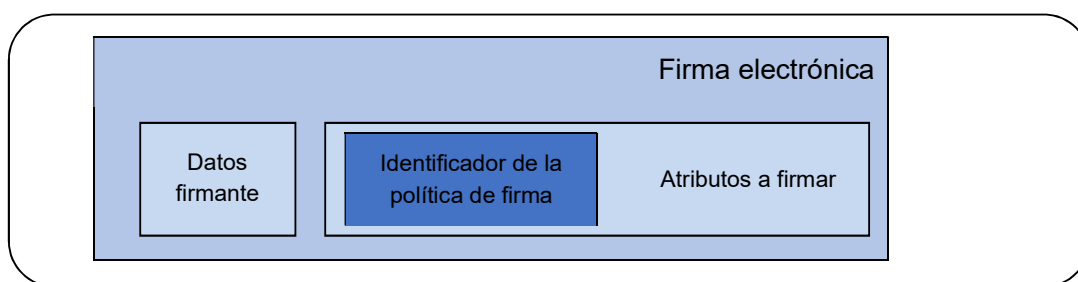 Firma electrónica
Datos
firmante
Identificador de la
política de firma
Atributos a firmar